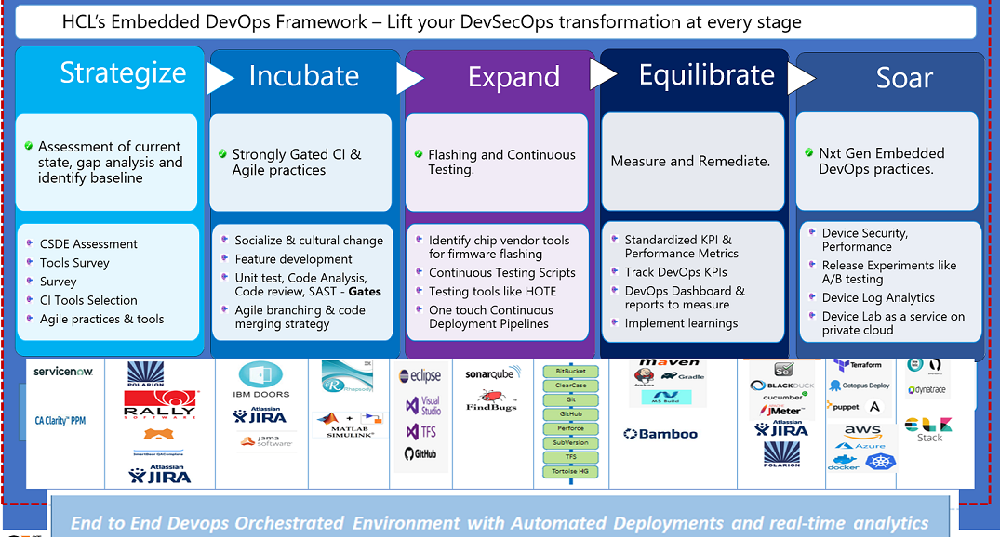 HCL's Embedded DevOps Framework – Lift your DevSecOps transformation at every stage
Strategize
Incubate
Expand
Equilibrate
Soar
Assessment of current
state, gap analysis and
identify baseline
Strongly Gated CI &
Agile practices
Flashing and Continuous
Testing.
Measure and Remediate.
Nxt Gen Embedded
DevOps practices.
CSDE Assessment
Tools Survey
Survey
CI Tools Selection
Agile practices & tools
Socialize & cultural change
Feature development
Unit test, Code Analysis,
Code review, SAST - Gates
Agile branching & code
merging strategy
Identify chip vendor tools
for firmware flashing
Continuous Testing Scripts
Testing tools like HOTE
One touch Continuous
Deployment Pipelines
Standardized KPI &
Performance Metrics
Track DevOps KPIs
DevOps Dashboard &
reports to measure
Implement learnings
Device Security,
Performance
Release Experiments like
A/B testing
Device Log Analytics
Device Lab as a service on
private cloud
servicenow
CA Clarity™ PPM
POLARION
RALLY
SOFTWARE
SmartBear QAComplete
Atlassian
JIRA
IBM DOORS
Atlassian
JIRA
jama
software
IBM
Rhapsody
MATLAB
SIMULINK®
eclipse
Visual
Studio
TFS
GitHub
sonarqube
FindBugs
BitBucket
ClearCase
Git
GitHub
Perforce
SubVersion
TFS
Tortoise HG
maven
Gradle
MS Build
Bamboo
Se
BLACKDUCK
cucumber
JMeter™
Atlassian
JIRA
POLARION
Terraform
Octopus Deploy
puppet
A
aws
Azure
docker
dynatrace
Stack
End to End Devops Orchestrated Environment with Automated Deployments and real-time analytics